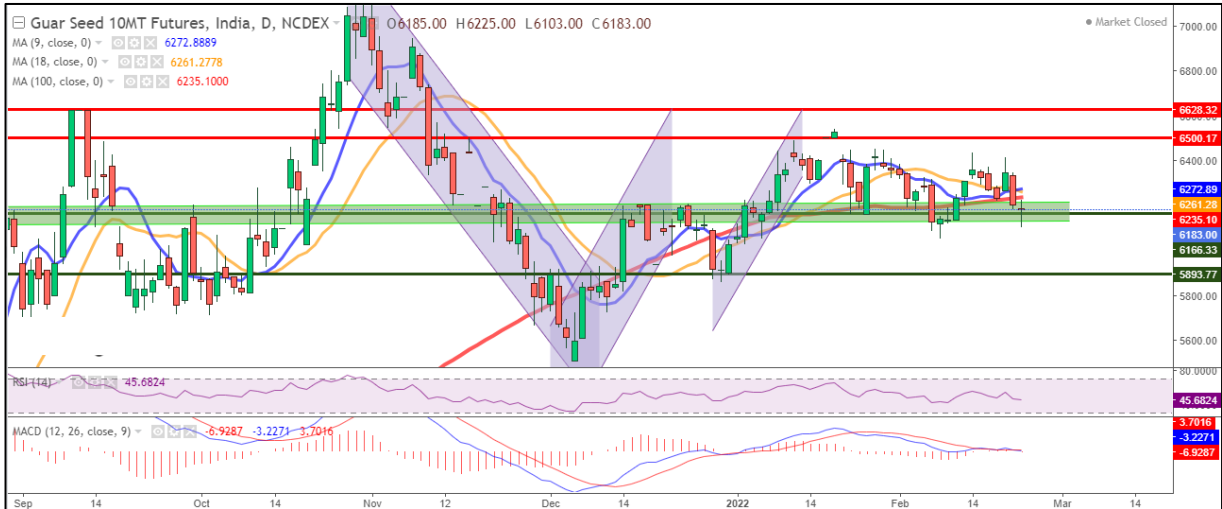 Guar Seed 10MT Futures, India, D, NCDEX O6185.00 H6225.00 L6103.00 C6183.00
Market Closed
MA (9, close, 0) 6272.8889
MA (18, close, 0) 6261.2778
MA (100, close, 0) 6235.1000
7000.00
6800.00
6628.32
6500.17
6400.00
6272.89
6261.28
6235.10
6183.00
6166.33
5893.77
5800.00
5600.00
RSI (14) 45.6824
80.0000
45.6824
MACD (12, 26, close, 9) -6.9287 -3.2271 3.7016
3.7016
-3.2271
-6.9287
Sep 14 Oct 14 Nov 12 Dec 14 2022 14 Feb 14 Mar 14